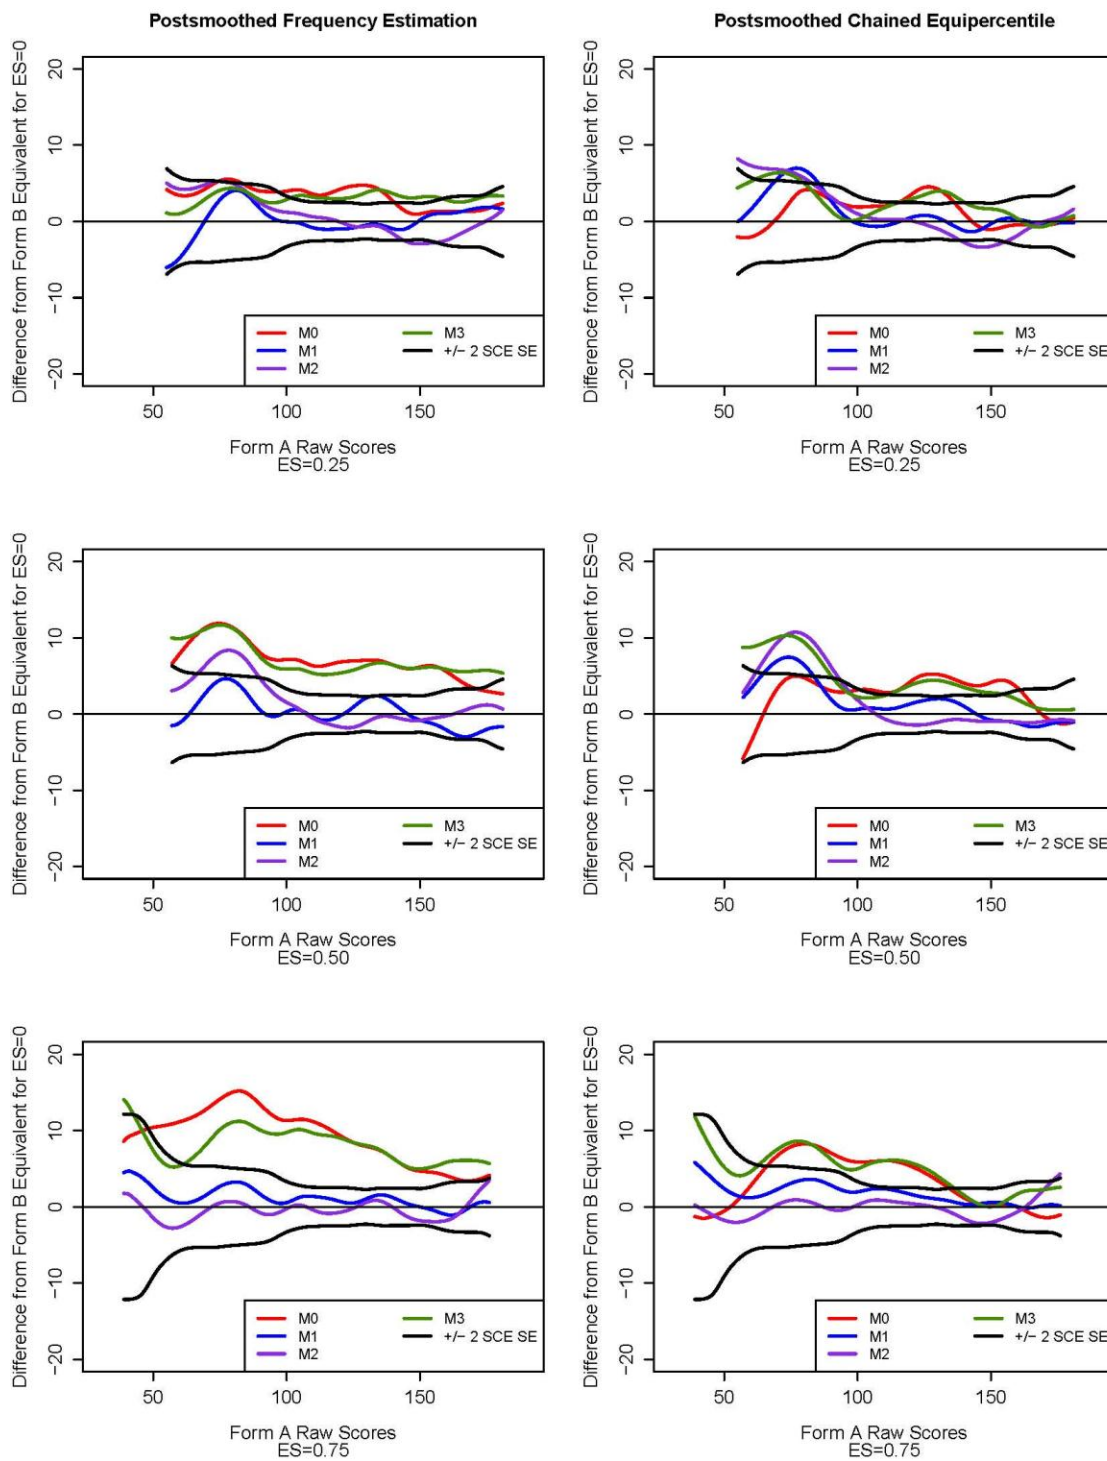 Postsmoothed Frequency Estimation
Difference from Form B Equivalent for ES=0
20
10
0
−10
−20
M0
M1
M2
M3
+/− 2 SCE SE
50
100
150
Form A Raw Scores
ES=0.25
Postsmoothed Chained Equipercentile
Difference from Form B Equivalent for ES=0
20
10
0
−10
−20
M0
M1
M2
M3
+/− 2 SCE SE
50
100
150
Form A Raw Scores
ES=0.25
Difference from Form B Equivalent for ES=0
20
10
0
−10
−20
M0
M1
M2
M3
+/− 2 SCE SE
50
100
150
Form A Raw Scores
ES=0.50
Difference from Form B Equivalent for ES=0
20
10
0
−10
−20
M0
M1
M2
M3
+/− 2 SCE SE
50
100
150
Form A Raw Scores
ES=0.50
Difference from Form B Equivalent for ES=0
20
10
0
−10
−20
M0
M1
M2
M3
+/− 2 SCE SE
50
100
150
Form A Raw Scores
ES=0.75
Difference from Form B Equivalent for ES=0
20
10
0
−10
−20
M0
M1
M2
M3
+/− 2 SCE SE
50
100
150
Form A Raw Scores
ES=0.75